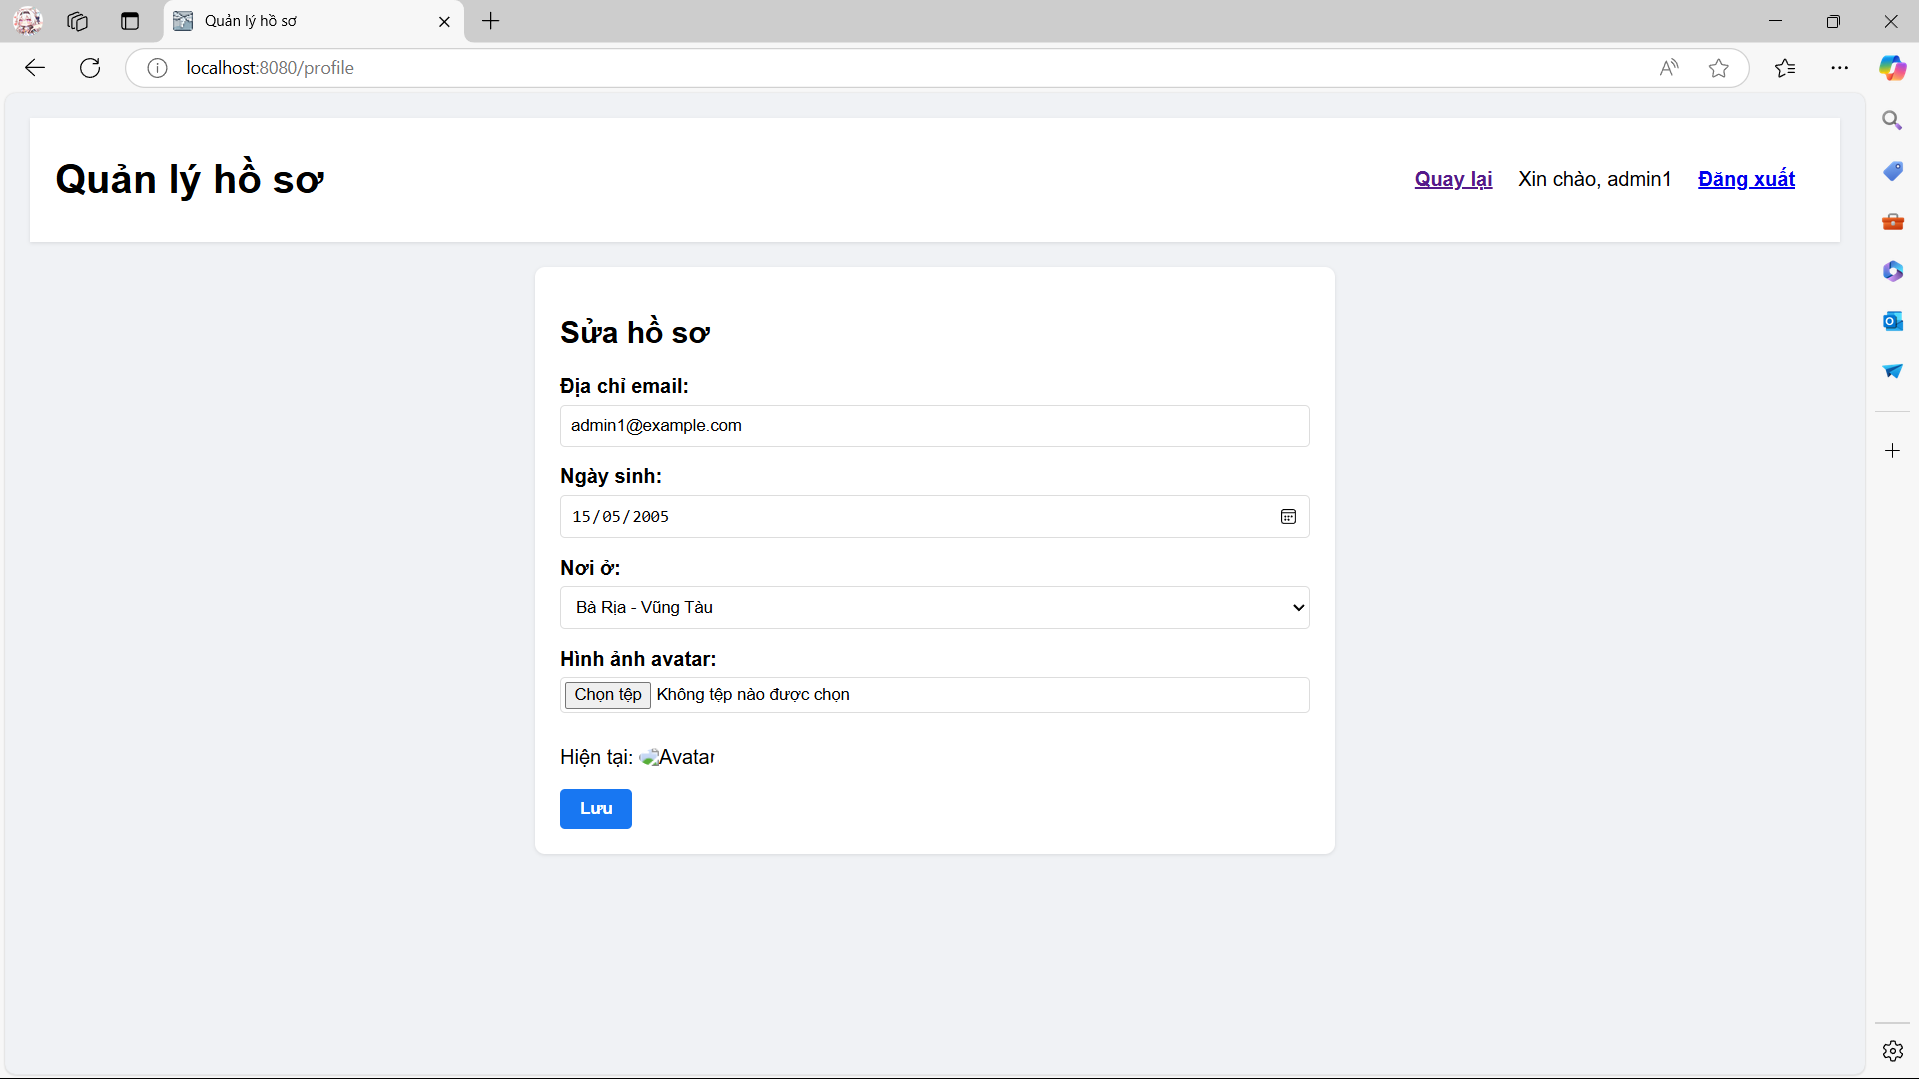 Quản lý hồ sơ
localhost:8080/profile
Quản lý hồ sơ
Quay lại Xin chào, admin1 Đăng xuất
Sửa hồ sơ
Địa chỉ email:
admin1@example.com
Ngày sinh:
15/05/2005
Nơi ở:
Bà Rịa - Vũng Tàu
Hình ảnh avatar:
Chọn tệp Không tệp nào được chọn
Hiện tại: Avatar
Lưu